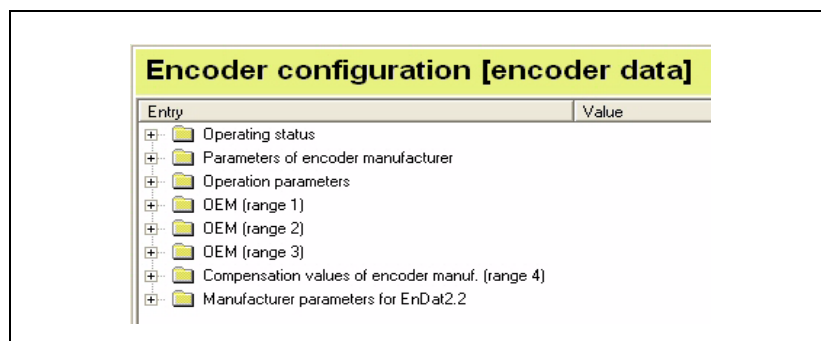 Encoder configuration [encoder data]
Entry Value
Operating status
Parameters of encoder manufacturer
Operation parameters
OEM (range 1)
OEM (range 2)
OEM (range 3)
Compensation values of encoder manuf. (range 4)
Manufacturer parameters for EnDat2.2